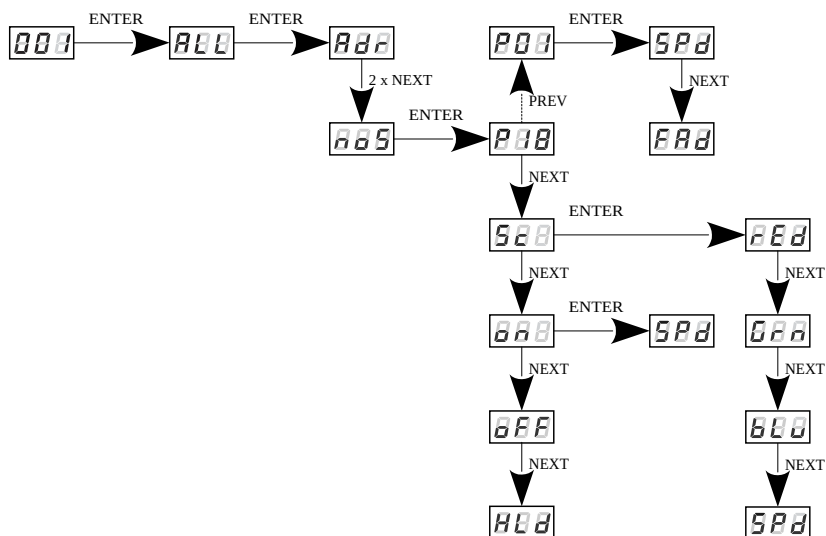 ENTER ENTER ENTER
001 ALL Adr P01 SPd
2 x NEXT PREV NEXT
ENTER
noS P18 FAd
NEXT
ENTER
Sc rEd
NEXT NEXT
ENTER
on SPd Grn
NEXT NEXT
oFF bLu
NEXT NEXT
HLd SPd